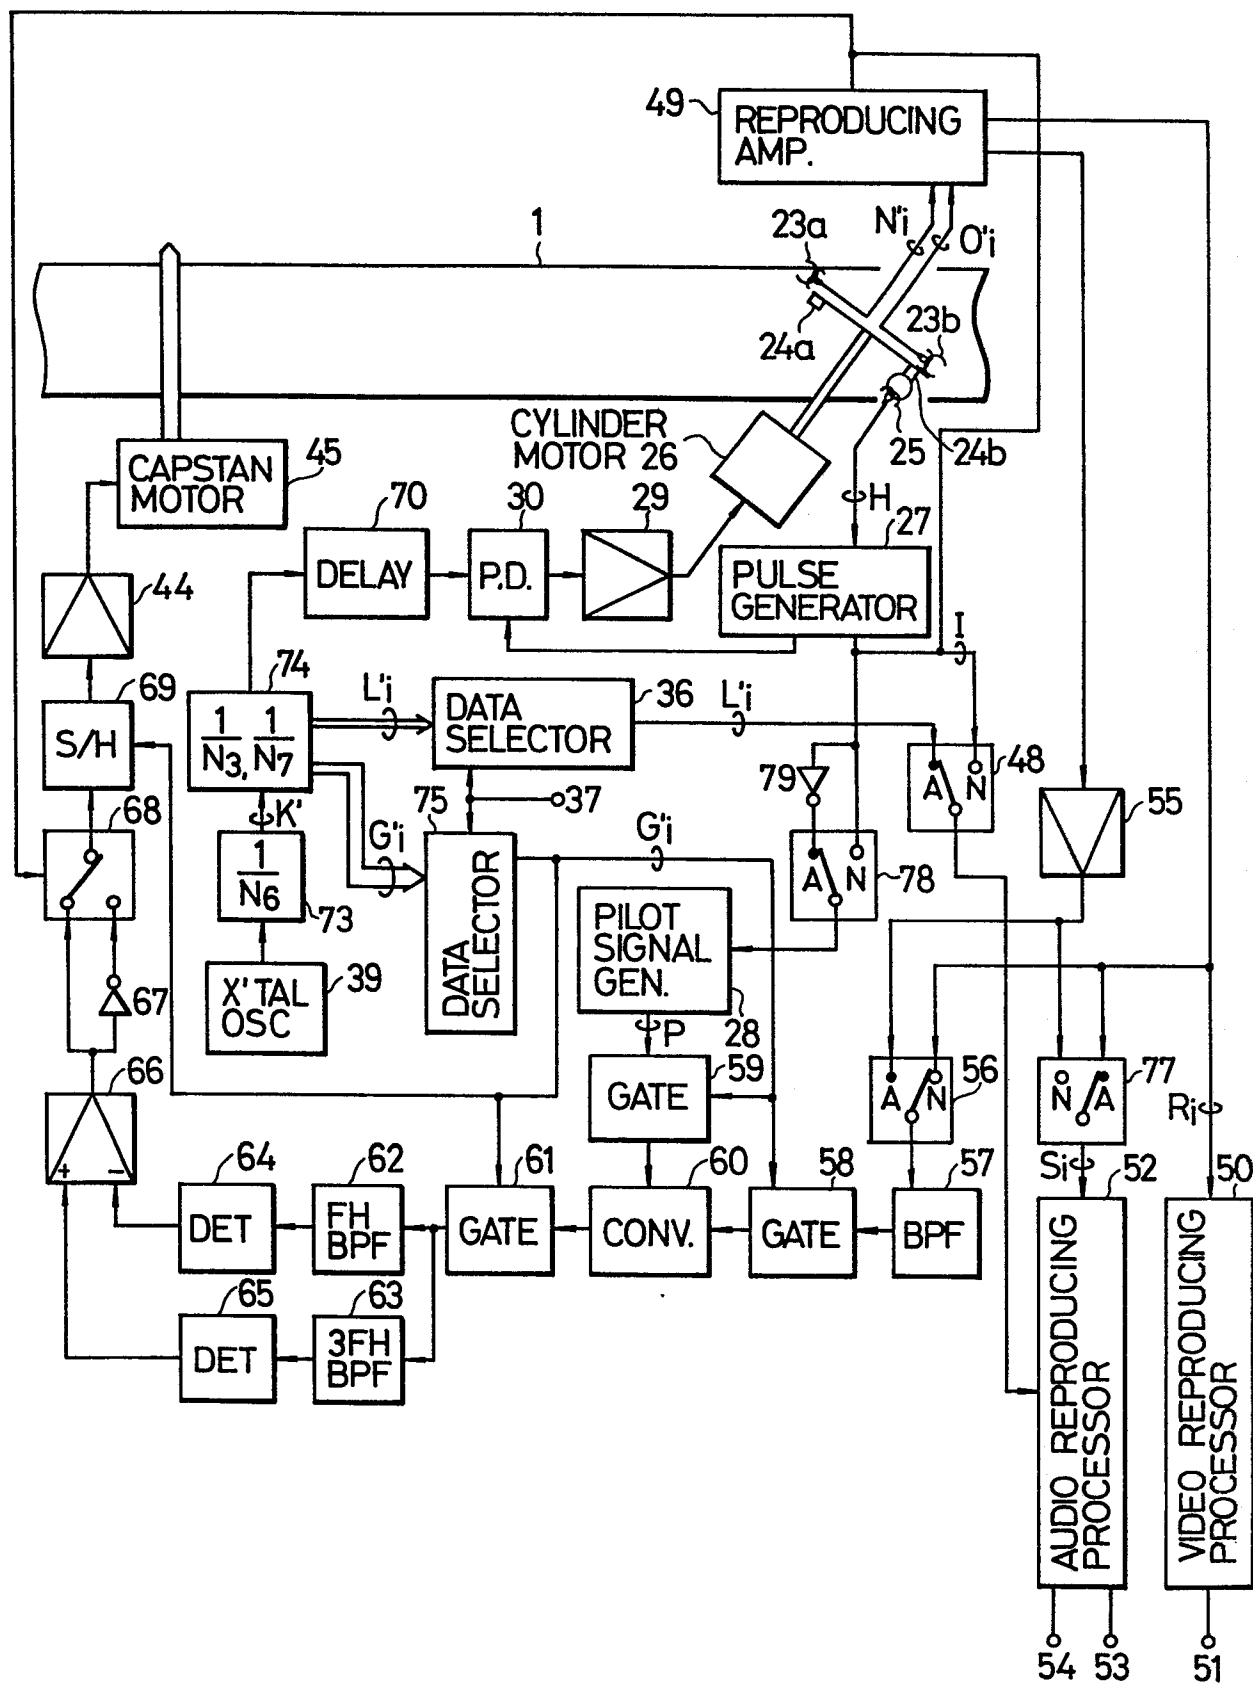 49
REPRODUCING
AMP.
1
23a
N'i
O'i
24a
23b
25
24b
CYLINDER
MOTOR 26
CAPSTAN
MOTOR
45
70
30
29
H
27
DELAY
P.D.
PULSE
GENERATOR
44
I
69
74
L'i
36
L'i
S/H
1
N3,
1
N7
DATA
SELECTOR
79
A
N
48
68
K'
75
37
55
G'i
G'i
1
N6
73
A
N
78
DATA
SELECTOR
PILOT
SIGNAL
GEN.
28
X'TAL
OSC
39
67
P
66
+
−
59
GATE
A
N
56
N
A
77
Ri
Si
64
62
61
60
58
57
52
50
DET
FH
BPF
GATE
CONV.
GATE
BPF
65
63
DET
3FH
BPF
AUDIO REPRODUCING
PROCESSOR
VIDEO REPRODUCING
PROCESSOR
54
53
51